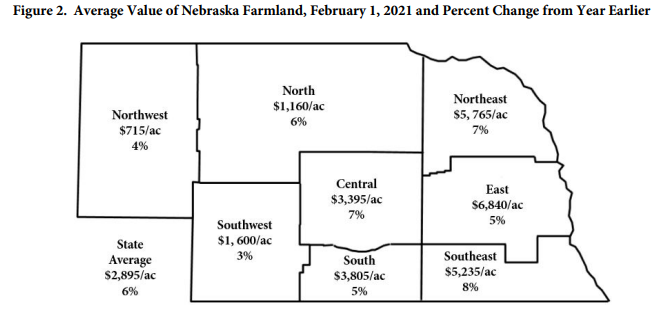 Figure 2. Average Value of Nebraska Farmland, February 1, 2021 and Percent Change from Year Earlier
Northwest
$715/ac
4%
North
$1,160/ac
6%
Northeast
$5, 765/ac
7%
Central
$3,395/ac
7%
East
$6,840/ac
5%
Southwest
$1, 600/ac
3%
State
Average
$2,895/ac
6%
South
$3,805/ac
5%
Southeast
$5,235/ac
8%